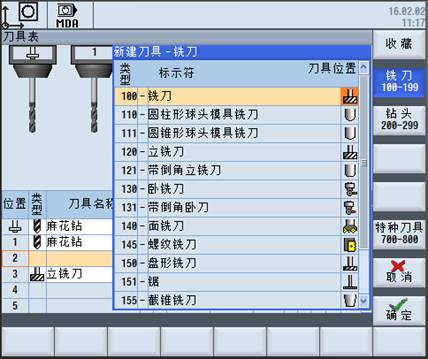 MDA
16.02.02
11:17
刀具表
收藏
1
新建刀具-铣刀
类型 标示符 刀具位置
100-铣刀
110-圆柱形球头模具铣刀
111-圆锥形球头模具铣刀
120-立铣刀
121-带倒角立铣刀
130-卧铣刀
131-带倒角卧刀
140-面铣刀
145-螺纹铣刀
150-盘形铣刀
151-锯
155-截锥铣刀
铣刀
100-199
钻头
200-299
特种刀具
700-800
取消
确定
位置 类型 刀具名称
麻花钻
1 麻花钻
2
3 立铣刀
4
5